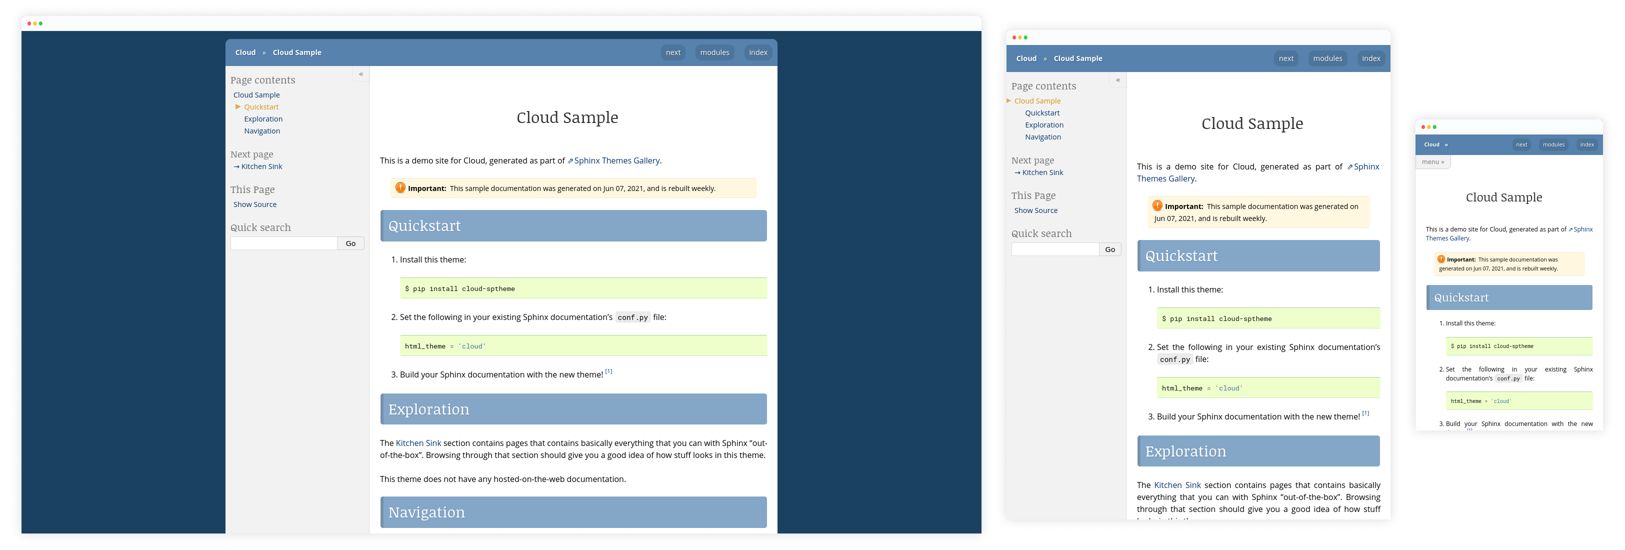 Cloud » Cloud Sample next modules index
«
Page contents
Cloud Sample
► Quickstart
Exploration
Navigation
Next page
→ Kitchen Sink
This Page
Show Source
Quick search
Go
Cloud Sample
This is a demo site for Cloud, generated as part of ⇗Sphinx Themes Gallery.
Important: This sample documentation was generated on Jun 07, 2021, and is rebuilt weekly.
Quickstart
1. Install this theme:
$ pip install cloud-sptheme
2. Set the following in your existing Sphinx documentation’s conf.py file:
html_theme = 'cloud'
3. Build your Sphinx documentation with the new theme! [1]
Exploration
The Kitchen Sink section contains pages that contains basically everything that you can with Sphinx “out-
of-the-box”. Browsing through that section should give you a good idea of how stuff looks in this theme.
This theme does not have any hosted-on-the-web documentation.
Navigation
Cloud » Cloud Sample next modules index
«
Page contents
► Cloud Sample
Quickstart
Exploration
Navigation
Next page
→ Kitchen Sink
This Page
Show Source
Quick search
Go
Cloud Sample
This is a demo site for Cloud, generated as part of ⇗Sphinx
Themes Gallery.
Important: This sample documentation was generated on
Jun 07, 2021, and is rebuilt weekly.
Quickstart
1. Install this theme:
$ pip install cloud-sptheme
2. Set the following in your existing Sphinx documentation’s
conf.py file:
html_theme = 'cloud'
3. Build your Sphinx documentation with the new theme! [1]
Exploration
The Kitchen Sink section contains pages that contains basically
everything that you can with Sphinx “out-of-the-box”. Browsing
through that section should give you a good idea of how stuff
Cloud » next modules index
menu »
Cloud Sample
This is a demo site for Cloud, generated as part of ⇗Sphinx
Themes Gallery.
Important: This sample documentation was
generated on Jun 07, 2021, and is rebuilt weekly.
Quickstart
1. Install this theme:
$ pip install cloud-sptheme
2. Set the following in your existing Sphinx
documentation’s conf.py file:
html_theme = 'cloud'
3. Build your Sphinx documentation with the new